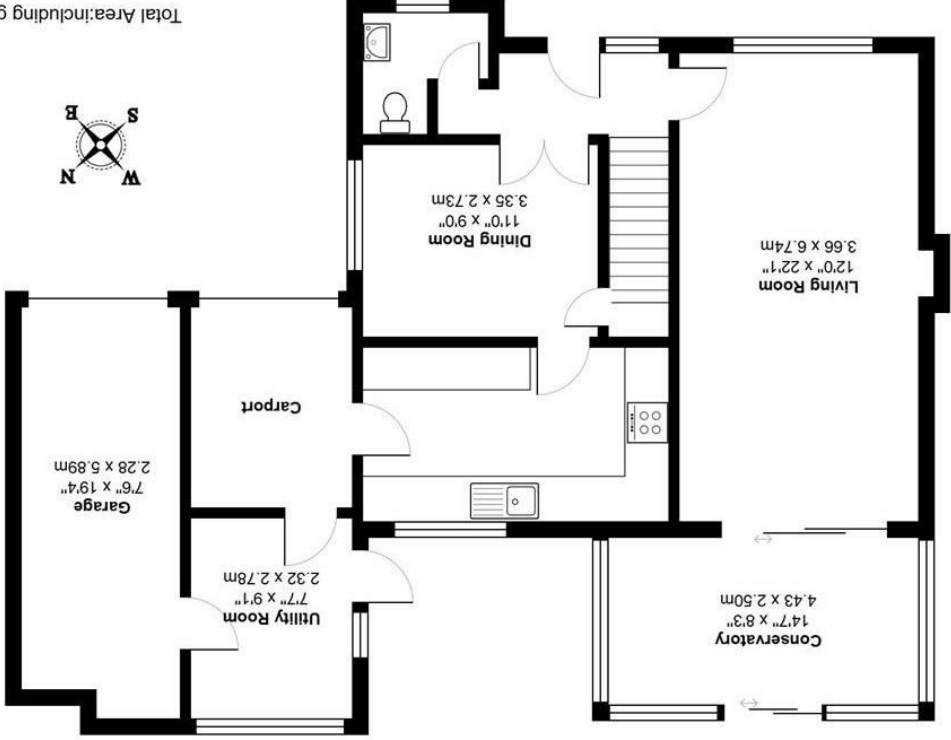 Conservatory
14'7" x 8'3"
4.43 x 2.50m
Utility Room
7'7" x 9'1"
2.32 x 2.78m
Garage
7'6" x 19'4"
2.28 x 5.89m
Carport
Living Room
12'0" x 22'1"
3.66 x 6.74m
Dining Room
11'0" x 9'0"
3.35 x 2.73m
W N
S E
Total Area:including